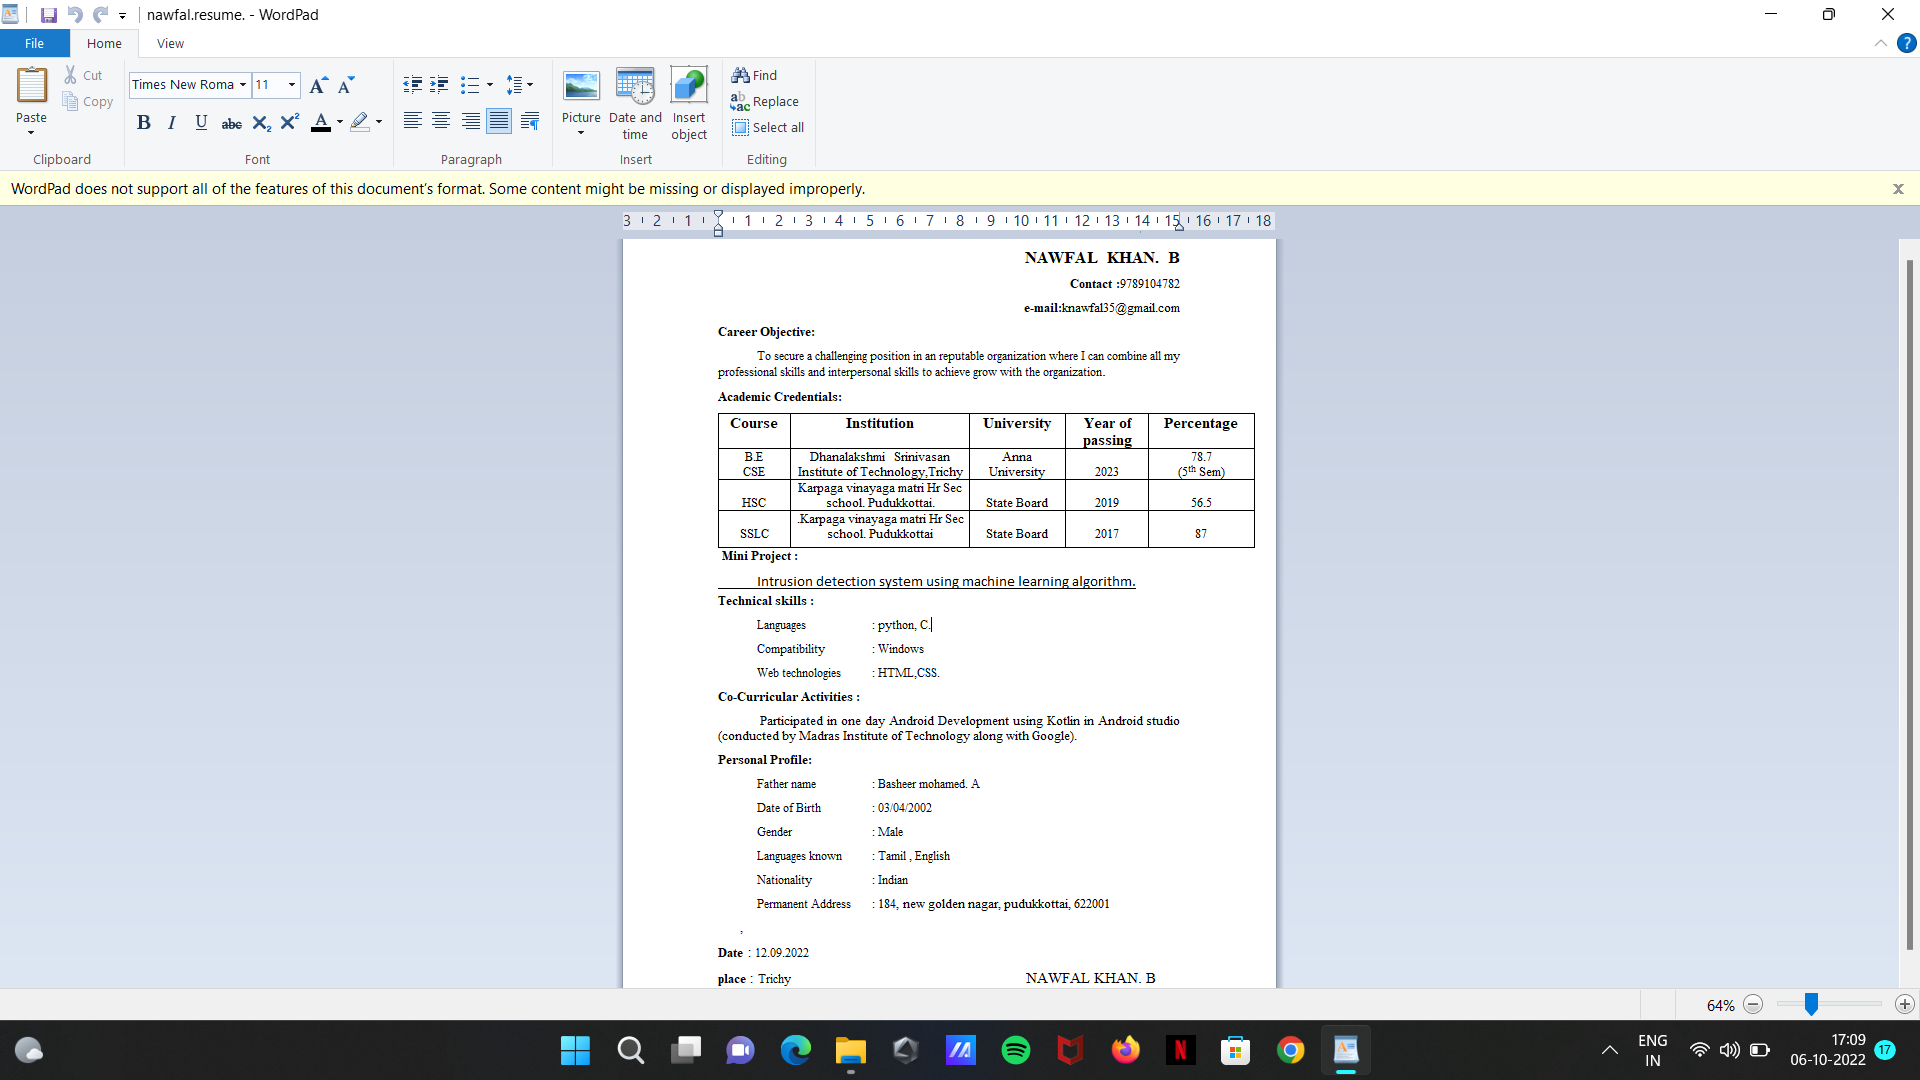 nawfal.resume. - WordPad
File Home View
Paste
Cut
Copy
Clipboard
Times New Roma 11
B I U abc X₂ X² A
Font
Paragraph
Picture
Date and time
Insert object
Insert
Find
Replace
Select all
Editing
WordPad does not support all of the features of this document's format. Some content might be missing or displayed improperly. x
3 2 1 1 2 3 4 5 6 7 8 9 10 11 12 13 14 15 16 17 18
NAWFAL KHAN. B
Contact :9789104782
e-mail:knawfal35@gmail.com
Career Objective:
To secure a challenging position in an reputable organization where I can combine all my
professional skills and interpersonal skills to achieve grow with the organization.
Academic Credentials:
Course Institution University Year of passing Percentage
B.E CSE Dhanalakshmi Srinivasan Institute of Technology,Trichy Anna University 2023 78.7 (5th Sem)
HSC Karpaga vinayaga matri Hr Sec school. Pudukkottai. State Board 2019 56.5
SSLC .Karpaga vinayaga matri Hr Sec school. Pudukkottai State Board 2017 87
Mini Project :
Intrusion detection system using machine learning algorithm.
Technical skills :
Languages : python, C.
Compatibility : Windows
Web technologies : HTML,CSS.
Co-Curricular Activities :
Participated in one day Android Development using Kotlin in Android studio
(conducted by Madras Institute of Technology along with Google).
Personal Profile:
Father name : Basheer mohamed. A
Date of Birth : 03/04/2002
Gender : Male
Languages known : Tamil , English
Nationality : Indian
Permanent Address : 184, new golden nagar, pudukkottai, 622001
,
Date : 12.09.2022
place : Trichy NAWFAL KHAN. B
64%
ENG
IN
17:09
06-10-2022
17